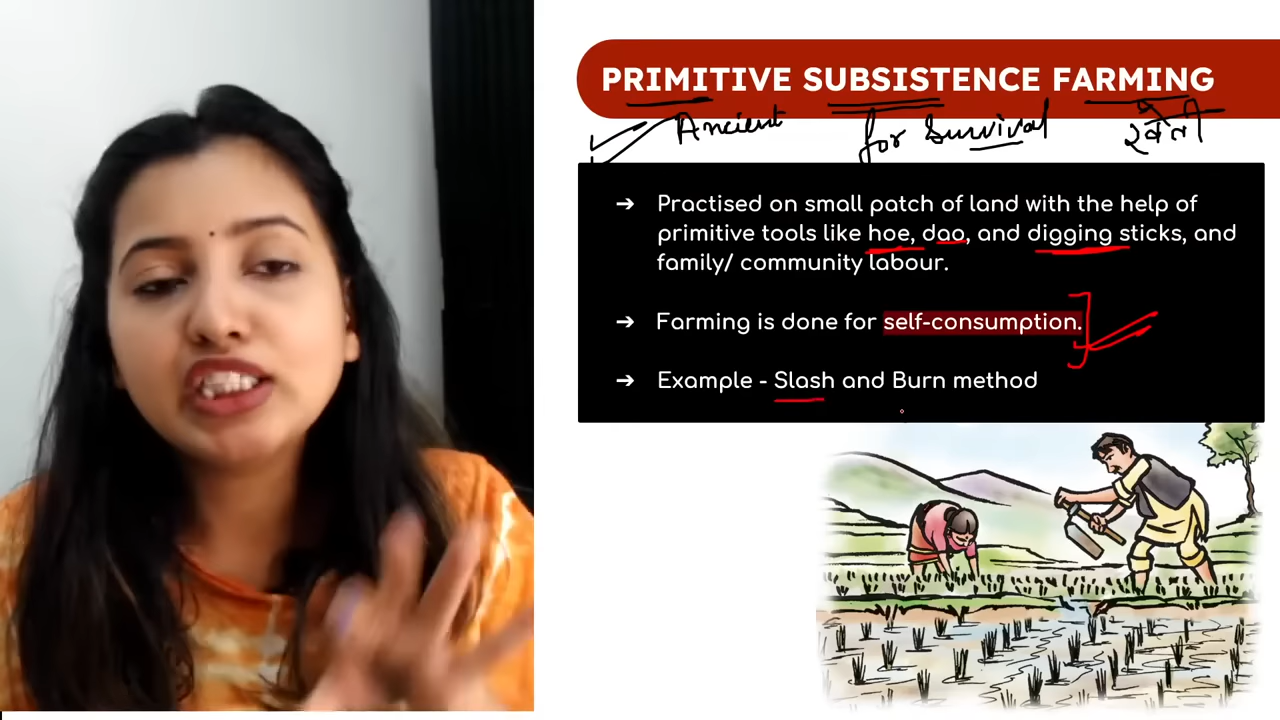 PRIMITIVE SUBSISTENCE FARMING
Ancient for Survival खेती
➔ Practised on small patch of land with the help of
primitive tools like hoe, dao, and digging sticks, and
family/ community labour.
➔ Farming is done for self-consumption.
➔ Example - Slash and Burn method